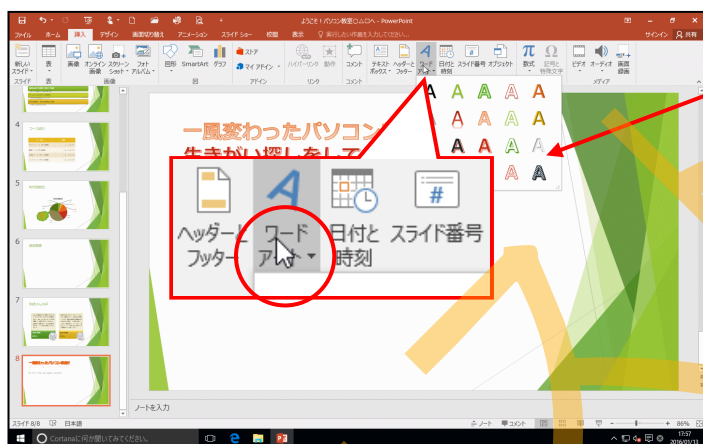 ようこそ！パソコン教室○△□へ - PowerPoint
ファイル ホーム 挿入 デザイン 画面切り替え アニメーション スライド ショー 校閲 表示 実行したい作業を入力してください... サインイン 共有
新しい スライド 表 画像 オンライン 画像 スクリーン ショット フォト アルバム 図形 SmartArt グラフ ストア マイ アドイン ハイパーリンク 動作 コメント テキスト ボックス ヘッダーと フッター ワード アート 日付と 時刻 スライド番号 オブジェクト 数式 記号と 特殊文字 ビデオ オーディオ 画面 録画
スライド 表 画像 図 アドイン リンク コメント メディア
A A A A A
A A A A A
A A A A
A A
一風変わったパソコン
生きがい探しをして
ヘッダーと フッター
ワード アート
日付と 時刻
スライド番号
4
5
6
7
8
ノートを入力
スライド 8/8 日本語 ノート コメント 86%
Cortanaに何か聞いてみてください。
17:57
2016/01/13